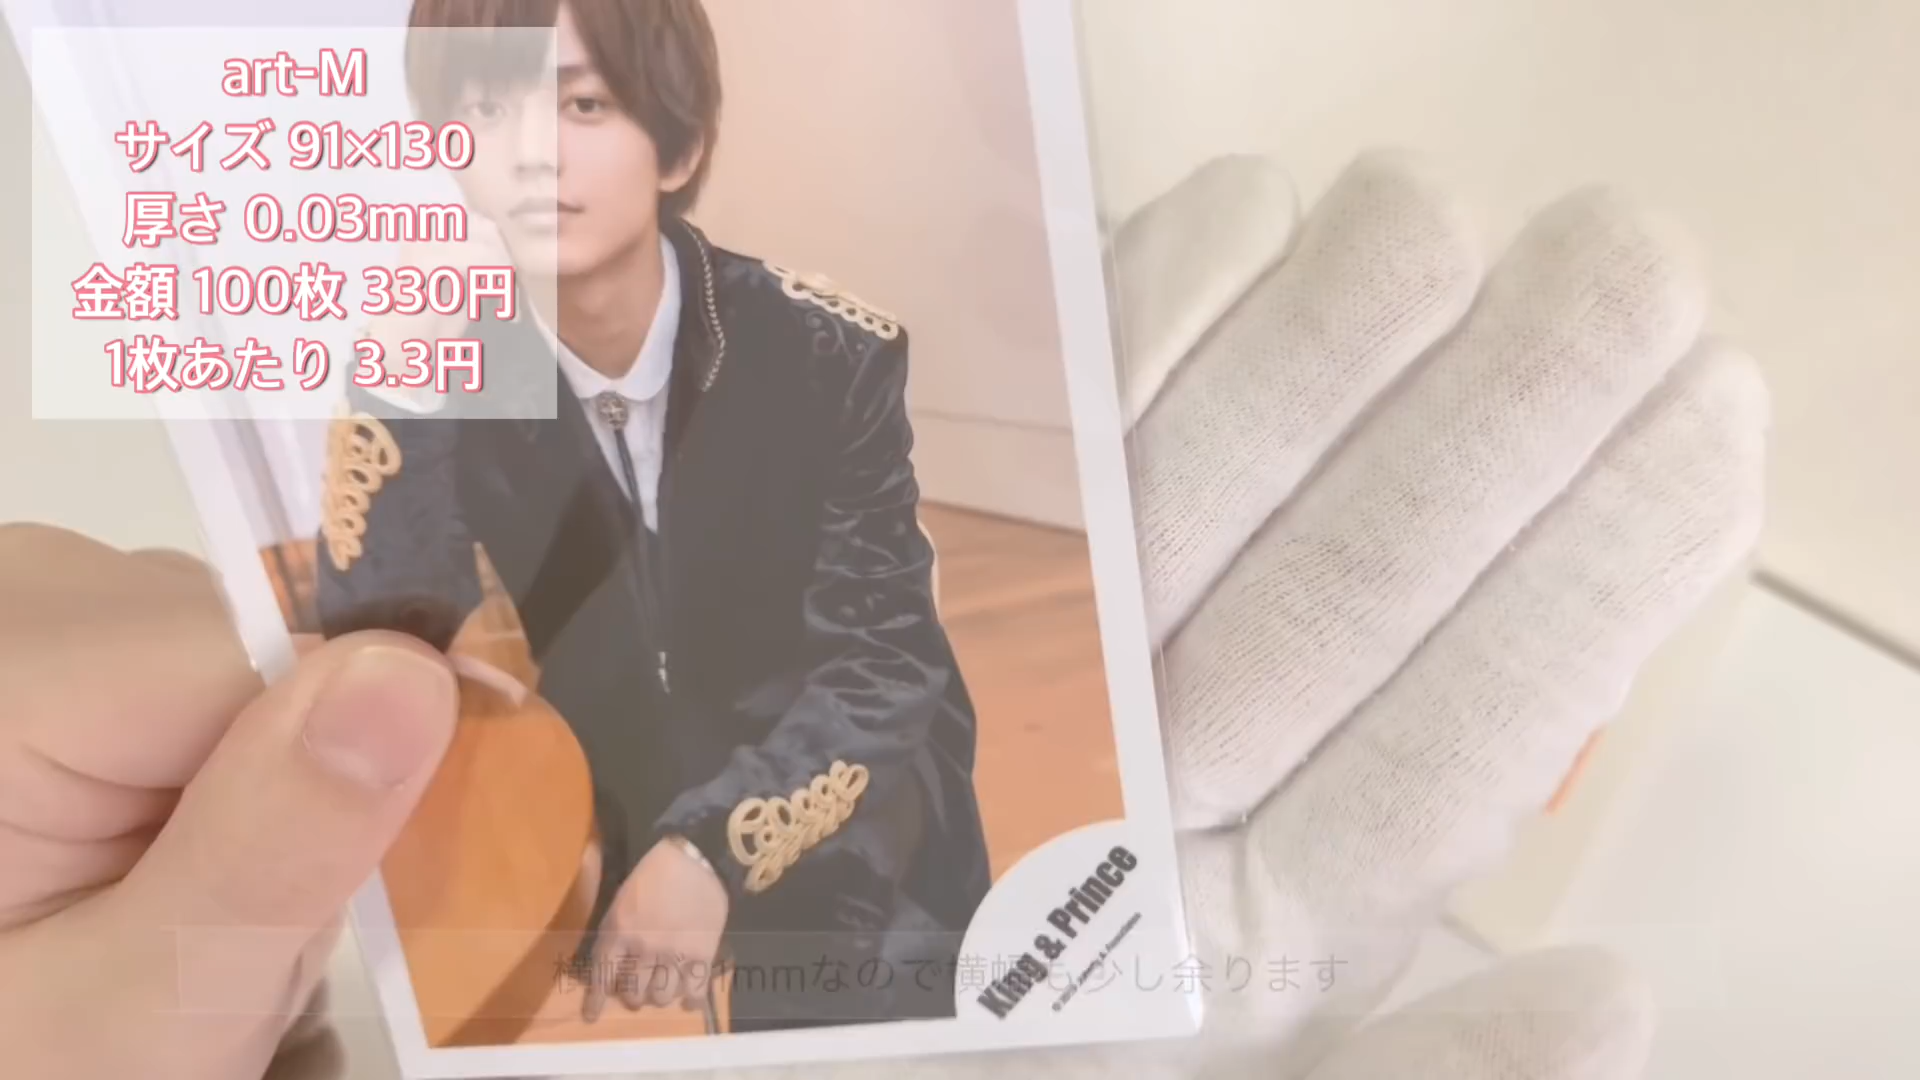 art-M
サイズ 91×130
厚さ 0.03mm
金額 100枚 330円
1枚あたり 3.3円
King & Prince
横幅が91mmなので横幅も少し余ります